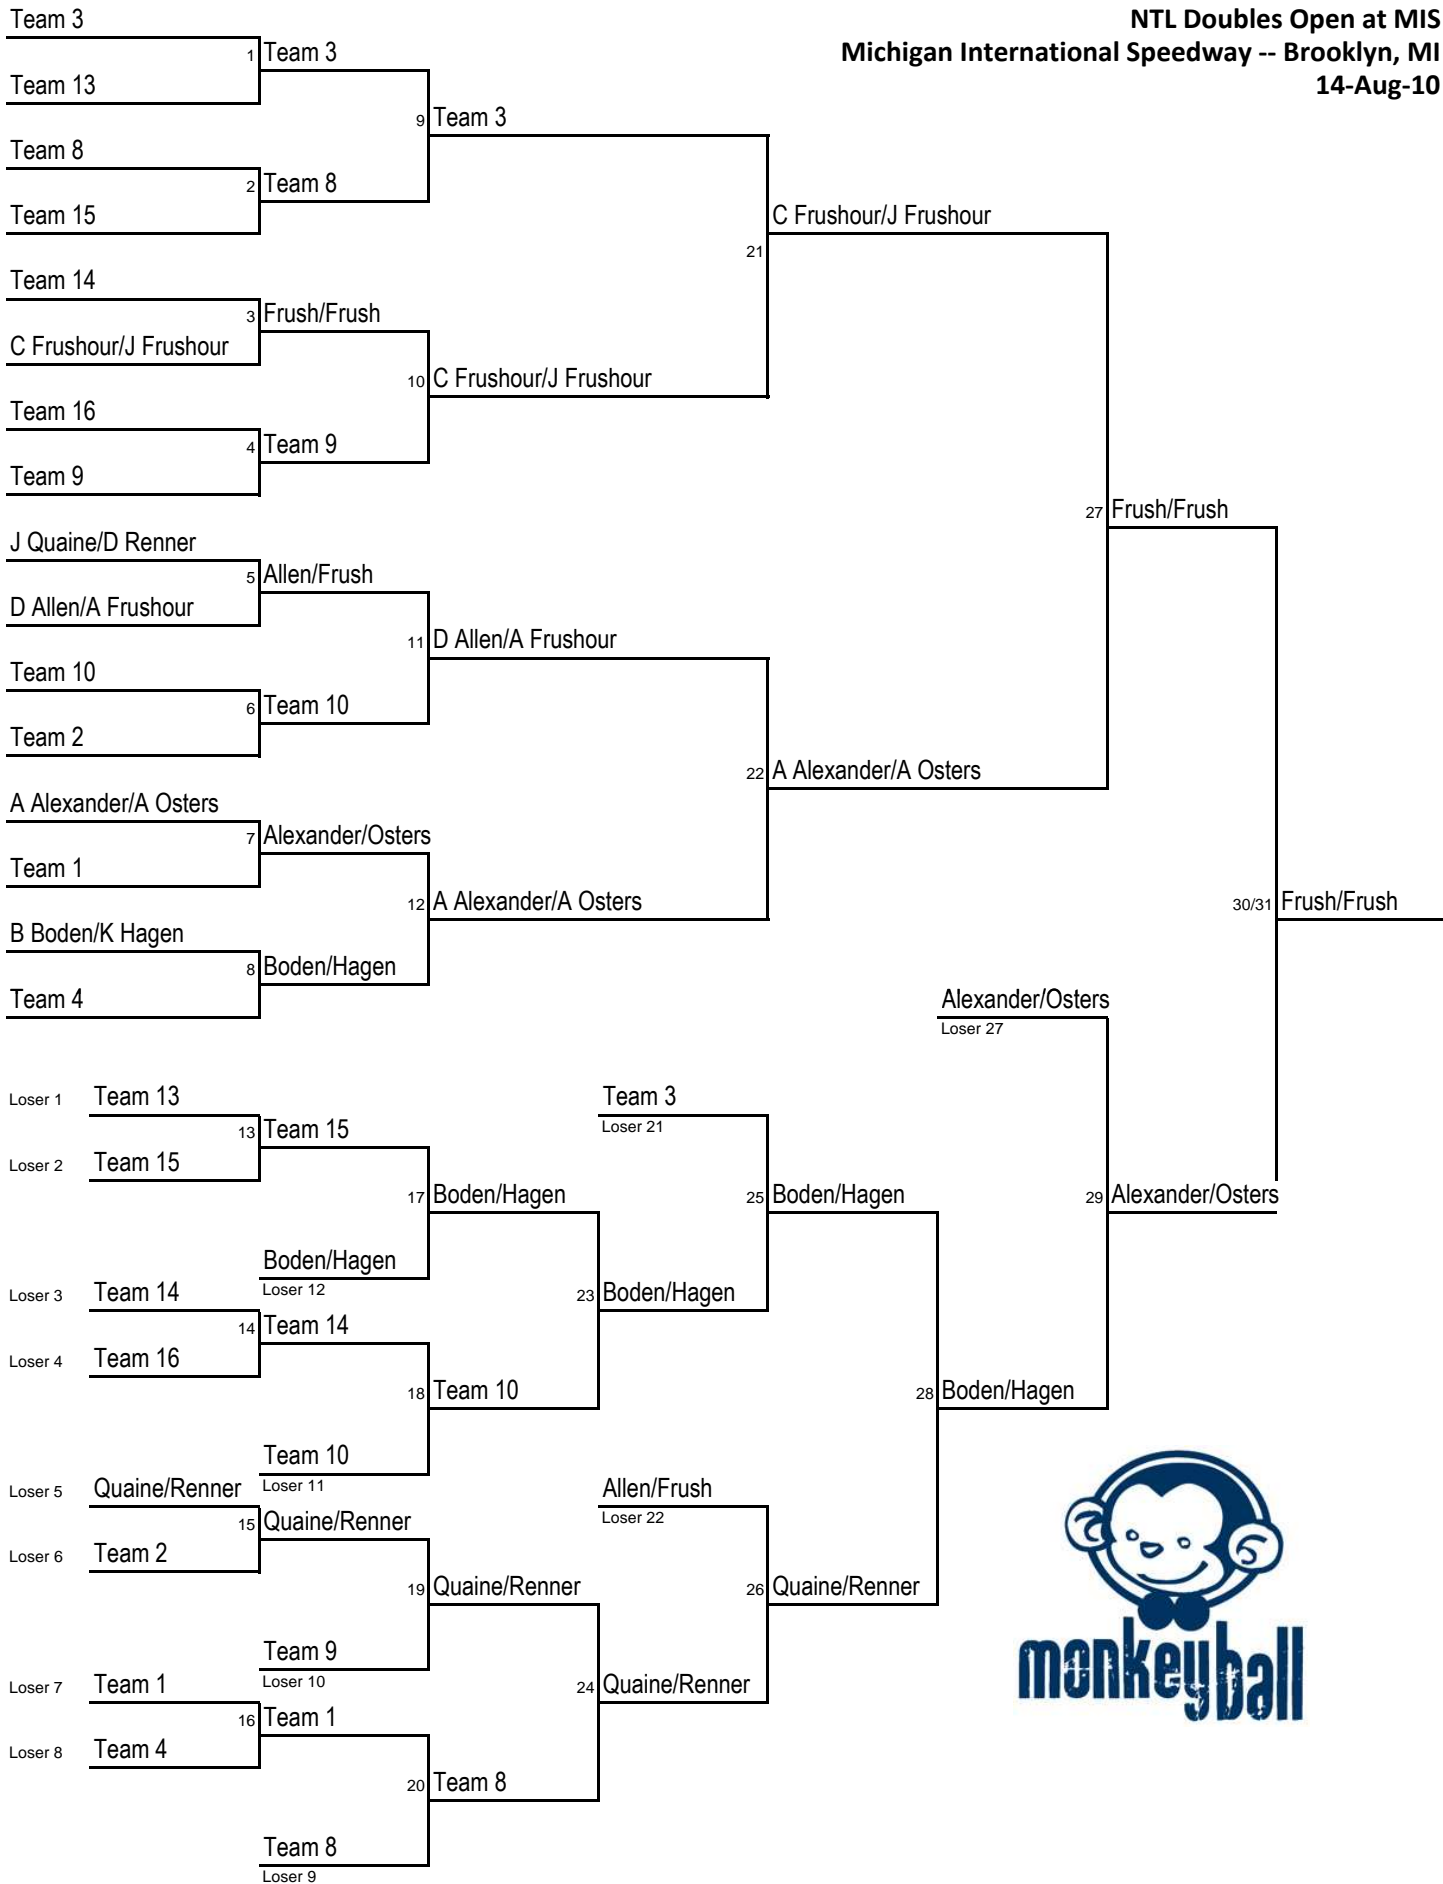 NTL Doubles Open at MIS
Michigan International Speedway -- Brooklyn, MI
14-Aug-10
Team 3
1 Team 3
Team 13
9 Team 3
Team 8
2 Team 8
Team 15
C Frushour/J Frushour
21
Team 14
3 Frush/Frush
C Frushour/J Frushour
10 C Frushour/J Frushour
Team 16
4 Team 9
Team 9
27 Frush/Frush
J Quaine/D Renner
5 Allen/Frush
D Allen/A Frushour
11 D Allen/A Frushour
Team 10
6 Team 10
Team 2
22 A Alexander/A Osters
A Alexander/A Osters
7 Alexander/Osters
Team 1
12 A Alexander/A Osters
30/31 Frush/Frush
B Boden/K Hagen
8 Boden/Hagen
Team 4
Alexander/Osters
Loser 27
Loser 1 Team 13
Team 3
Loser 21
13 Team 15
Loser 2 Team 15
17 Boden/Hagen
25 Boden/Hagen
29 Alexander/Osters
Boden/Hagen
Loser 12
Loser 3 Team 14
23 Boden/Hagen
14 Team 14
Loser 4 Team 16
18 Team 10
28 Boden/Hagen
Team 10
Loser 11
Loser 5 Quaine/Renner
Allen/Frush
Loser 22
15 Quaine/Renner
Loser 6 Team 2
19 Quaine/Renner
26 Quaine/Renner
Team 9
Loser 10
Loser 7 Team 1
24 Quaine/Renner
16 Team 1
Loser 8 Team 4
20 Team 8
Team 8
Loser 9
monkeyball